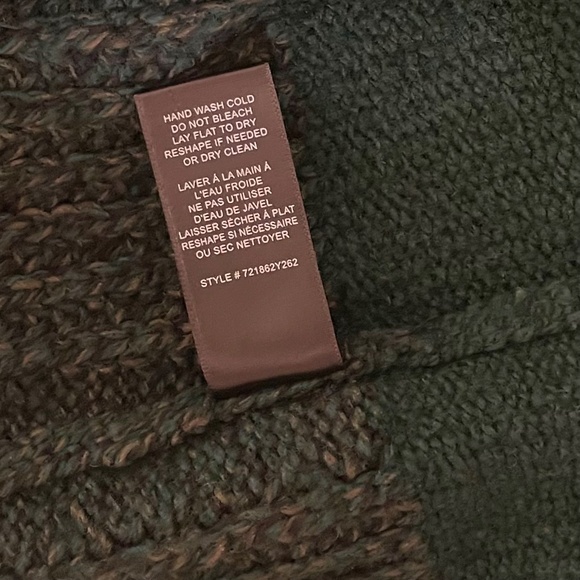 HAND WASH COLD
DO NOT BLEACH
LAY FLAT TO DRY
RESHAPE IF NEEDED
OR DRY CLEAN
LAVER À LA MAIN À
L'EAU FROIDE
NE PAS UTILISER
D'EAU DE JAVEL
LAISSER SÉCHER À PLAT
RESHAPE SI NÉCESSAIRE
OU SEC NETTOYER
STYLE # 721862Y262